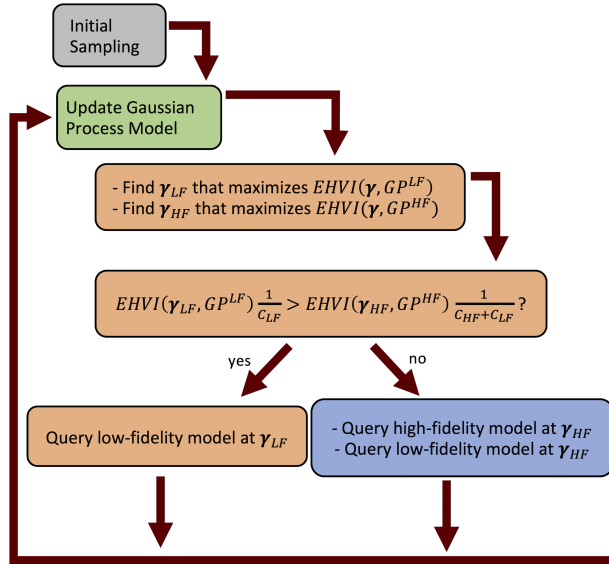 Initial
Sampling
Update Gaussian
Process Model
- Find γ_LF that maximizes EHVI(γ, GP^LF)
- Find γ_HF that maximizes EHVI(γ, GP^HF)
EHVI(γ_LF, GP^LF) 1/C_LF > EHVI(γ_HF, GP^HF) 1/(C_HF+C_LF) ?
yes
no
Query low-fidelity model at γ_LF
- Query high-fidelity model at γ_HF
- Query low-fidelity model at γ_HF